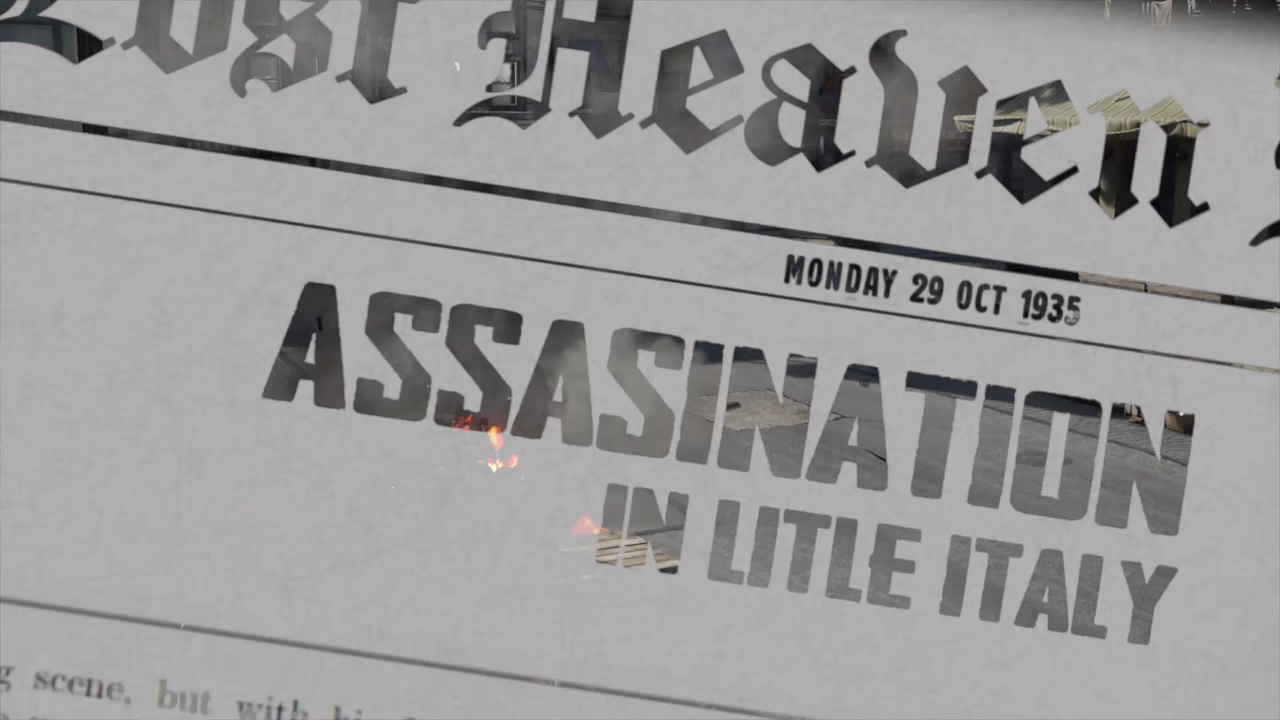 Lost Heaven
MONDAY 29 OCT 1935
ASSASINATION
IN LITLE ITALY
scene, but with